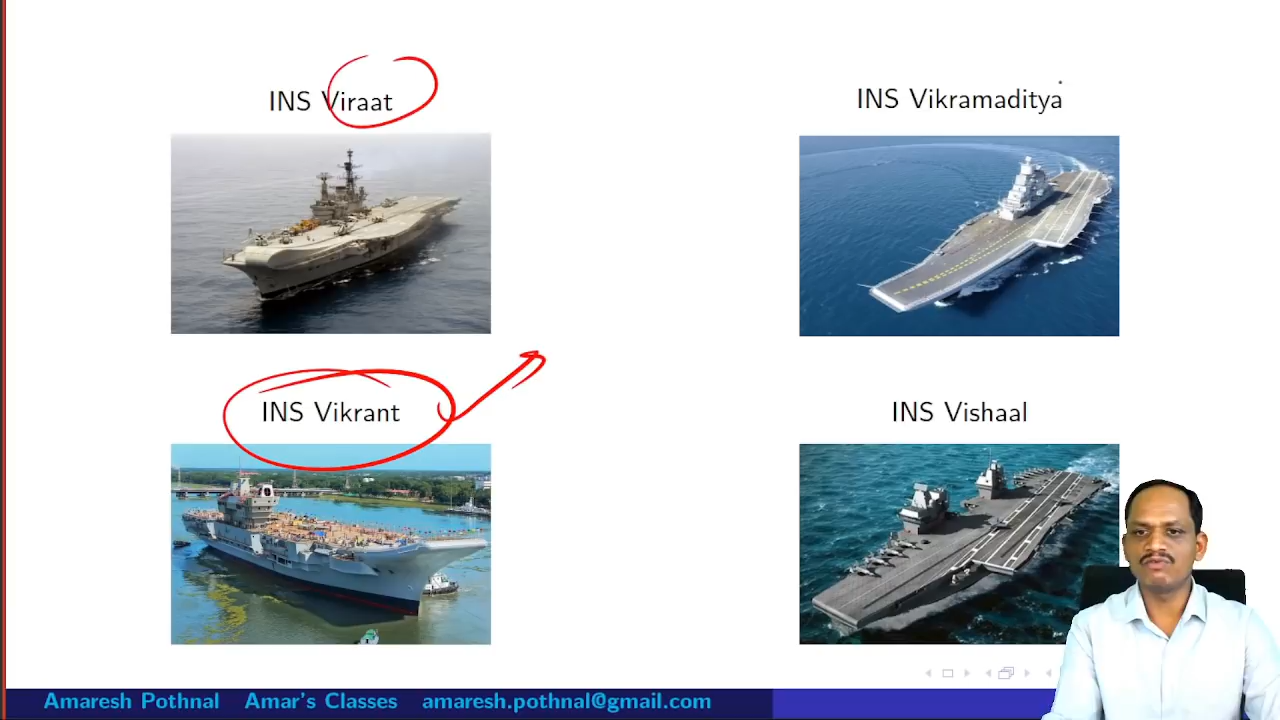 INS Viraat
INS Vikramaditya
INS Vikrant
INS Vishaal
Amaresh Pothnal Amar's Classes amaresh.pothnal@gmail.com